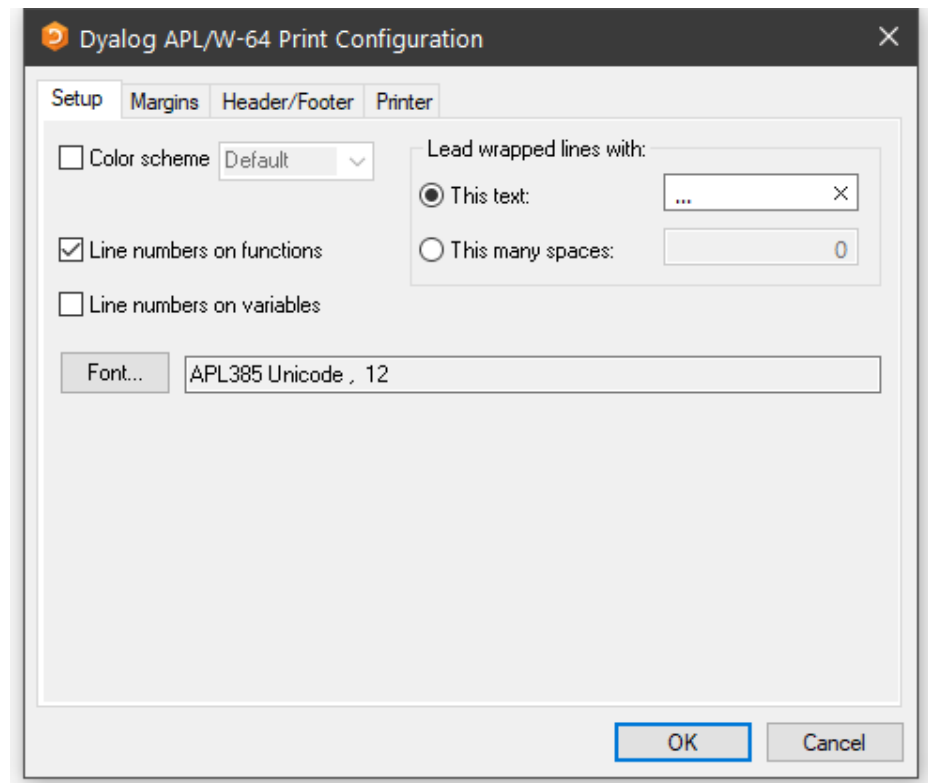 Dyalog APL/W-64 Print Configuration
Setup Margins Header/Footer Printer
Color scheme Default
Lead wrapped lines with:
This text: ...
Line numbers on functions
This many spaces: 0
Line numbers on variables
Font... APL385 Unicode , 12
OK Cancel